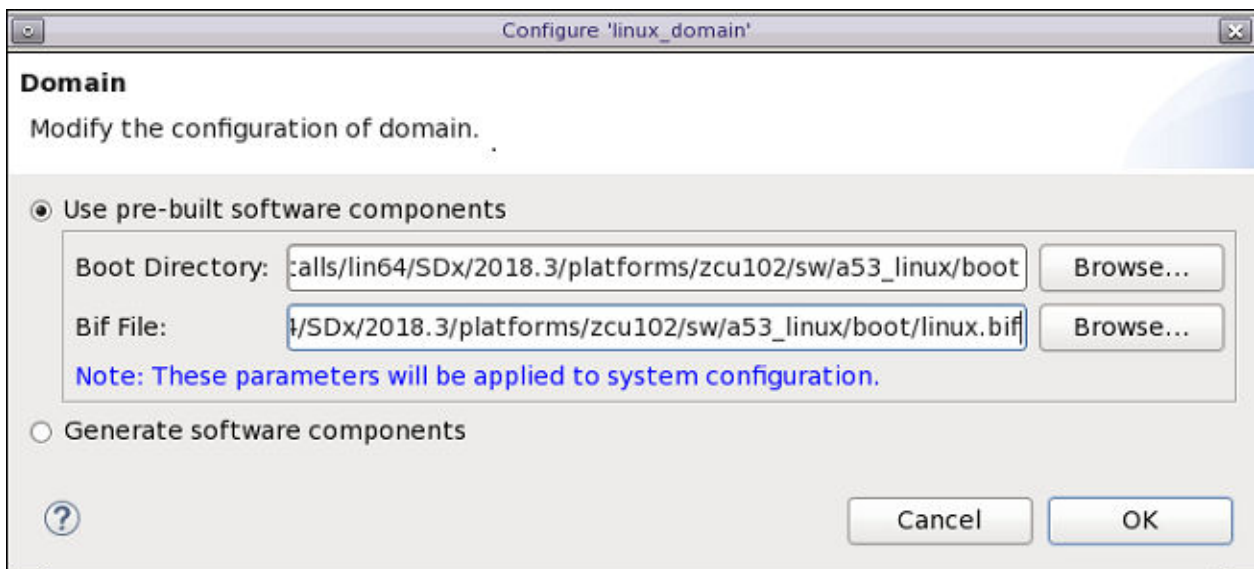 Configure 'linux_domain'
Domain
Modify the configuration of domain.
Use pre-built software components
Boot Directory: :alls/lin64/SDx/2018.3/platforms/zcu102/sw/a53_linux/boot Browse...
Bif File: 4/SDx/2018.3/platforms/zcu102/sw/a53_linux/boot/linux.bif Browse...
Note: These parameters will be applied to system configuration.
Generate software components
? Cancel OK